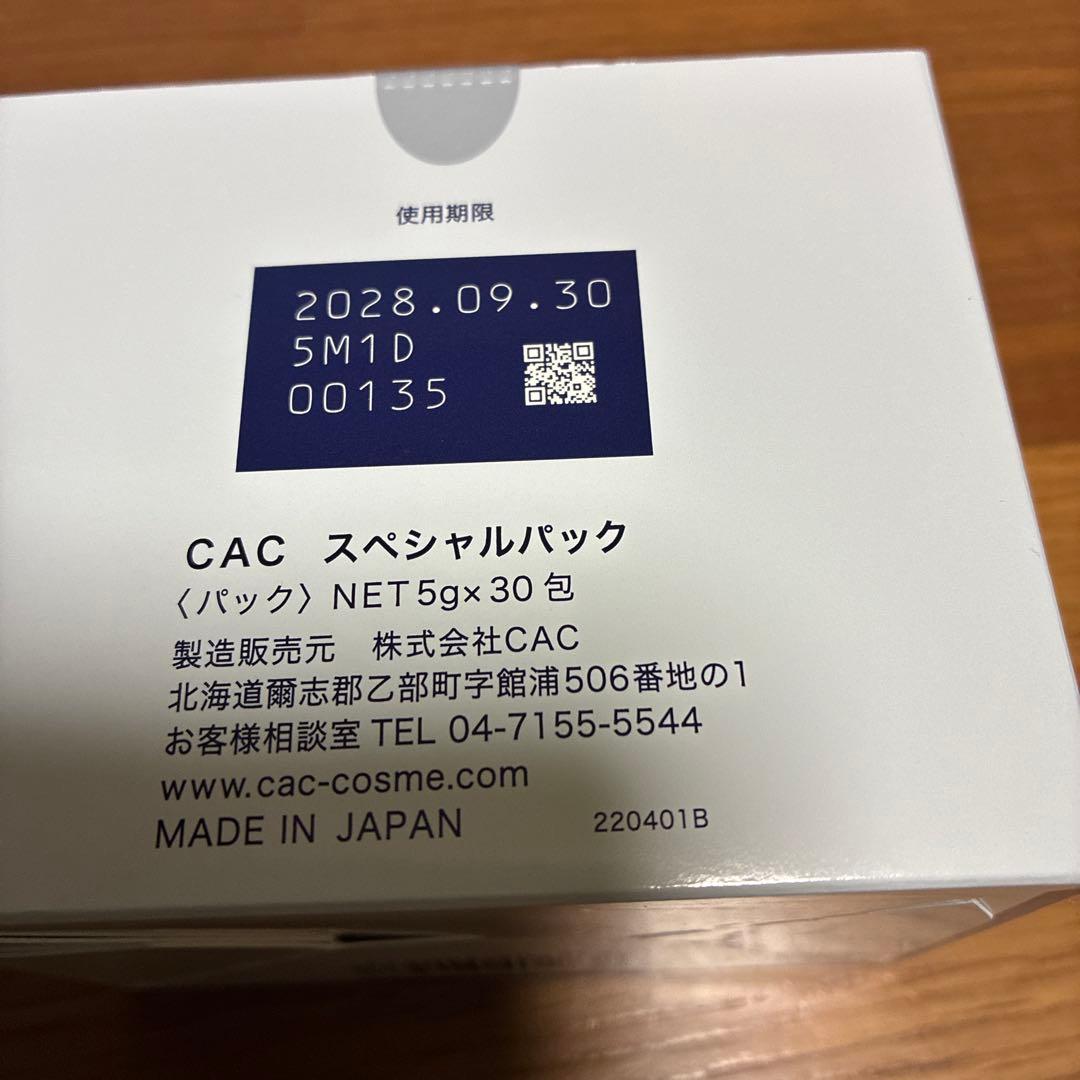 使用期限
2028.09.30
5M1D
00135
CAC スペシャルパック
〈パック〉NET5g×30包
製造販売元 株式会社CAC
北海道爾志郡乙部町字館浦506番地の1
お客様相談室 TEL 04-7155-5544
www.cac-cosme.com
MADE IN JAPAN 220401B